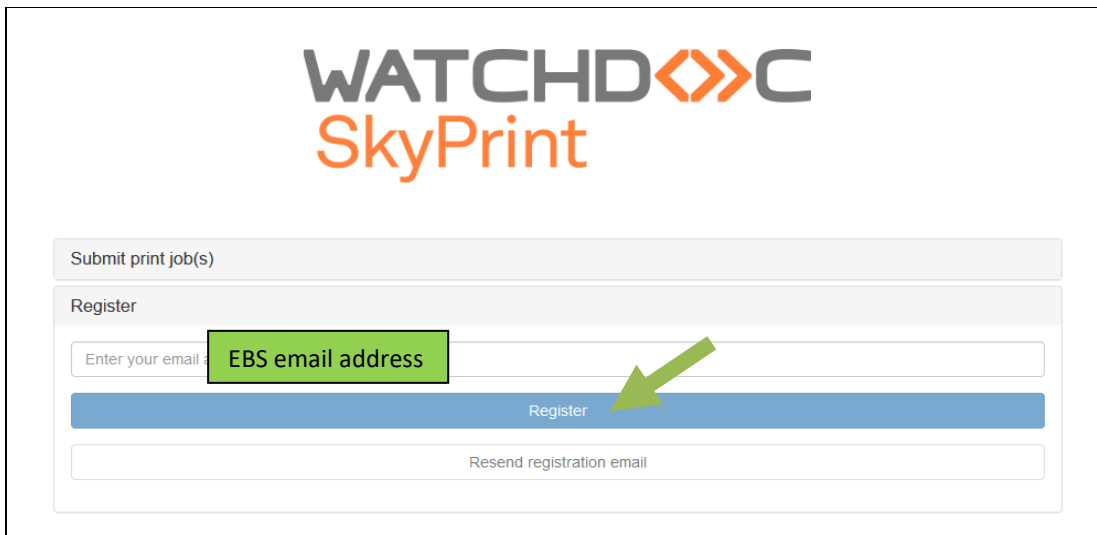 WATCHDOC
SkyPrint
Submit print job(s)
Register
Enter your email
EBS email address
Register
Resend registration email